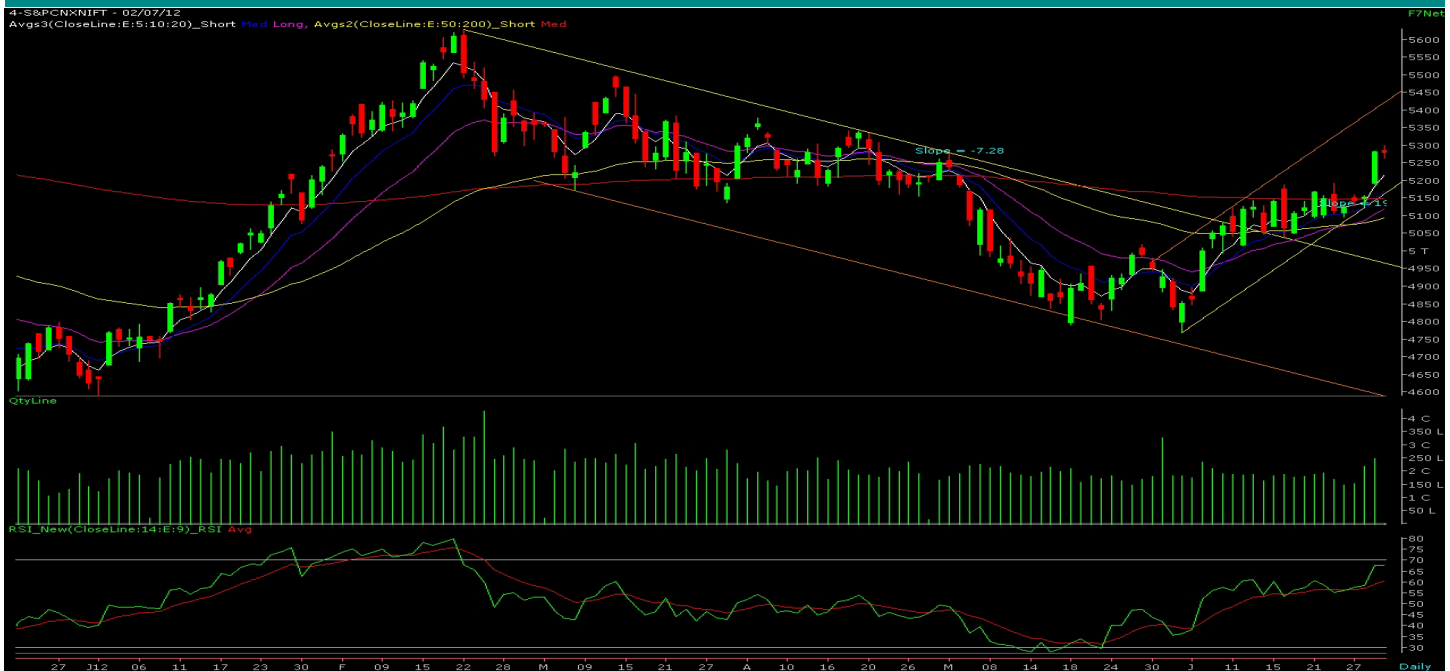 4-S&PCNXNIFT - 02/07/12
F7Net
Avgs3(CloseLine:E:5:10:20)_Short Med Long, Avgs2(CloseLine:E:50:200)_Short Med
5600
5550
5500
5450
5400
5350
5300
5250
5200
5150
5100
5050
5 T
4950
4900
4850
4800
4750
4700
4650
4600
Slope = -7.28
QtyLine
4 C
350 L
3 C
250 L
2 C
150 L
1 C
50 L
RSI_New(CloseLine:14:E:9)_RSI Avg
80
75
70
65
60
55
50
45
40
35
30
27 J12 06 11 17 23 30 F 09 15 22 28 M 09 15 21 27 A 10 16 20 26 M 08 14 18 24 30 J 11 15 21 27 Daily